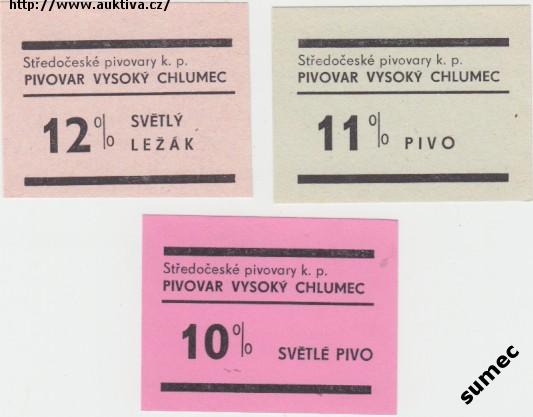 http://www.auktiva.cz/
Středočeské pivovary k. p.
PIVOVAR VYSOKÝ CHLUMEC
12% SVĚTLÝ
LEŽÁK
Středočeské pivovary k. p.
PIVOVAR VYSOKÝ CHLUMEC
11% PIVO
Středočeské pivovary k. p.
PIVOVAR VYSOKÝ CHLUMEC
10% SVĚTLÉ PIVO
sumec